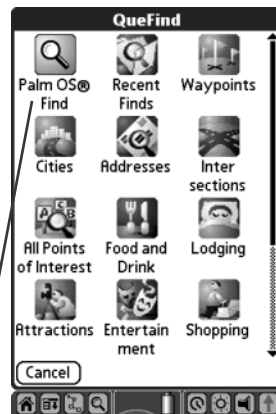 QueFind
Palm OS® Recent Waypoints
Find Finds
Cities Addresses Inter
sections
All Points Food and Lodging
of Interest Drink
Attractions Entertain Shopping
ment
Cancel